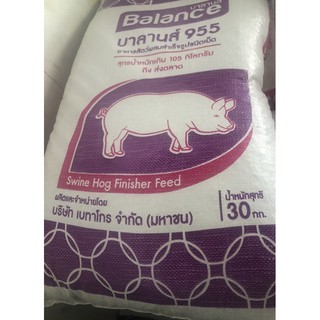 บาลานส์
Balance
บาลานส์ 955
อาหารสัตว์ผสมสำเร็จรูปชนิดเม็ด
สุกรน้ำหนักเกิน 105 กิโลกรัม
ถึง ส่งตลาด
Swine Hog Finisher Feed
ผลิตและจำหน่ายโดย
บริษัท เบทาโกร จำกัด (มหาชน)
น้ำหนักสุทธิ
30 กก.